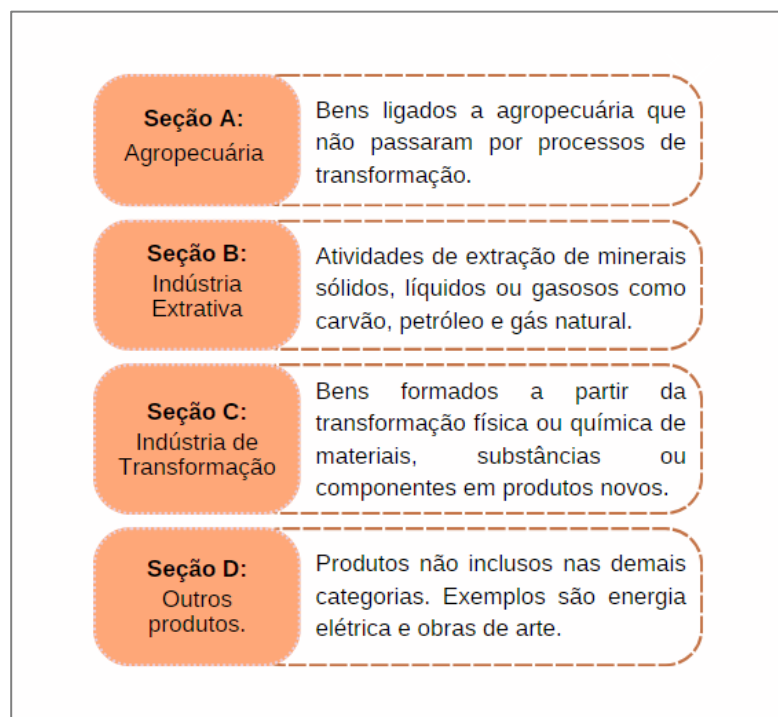 Seção A:
Agropecuária
Bens ligados a agropecuária que
não passaram por processos de
transformação.
Seção B:
Indústria
Extrativa
Atividades de extração de minerais
sólidos, líquidos ou gasosos como
carvão, petróleo e gás natural.
Seção C:
Indústria de
Transformação
Bens formados a partir da
transformação física ou química de
materiais, substâncias ou
componentes em produtos novos.
Seção D:
Outros
produtos.
Produtos não inclusos nas demais
categorias. Exemplos são energia
elétrica e obras de arte.